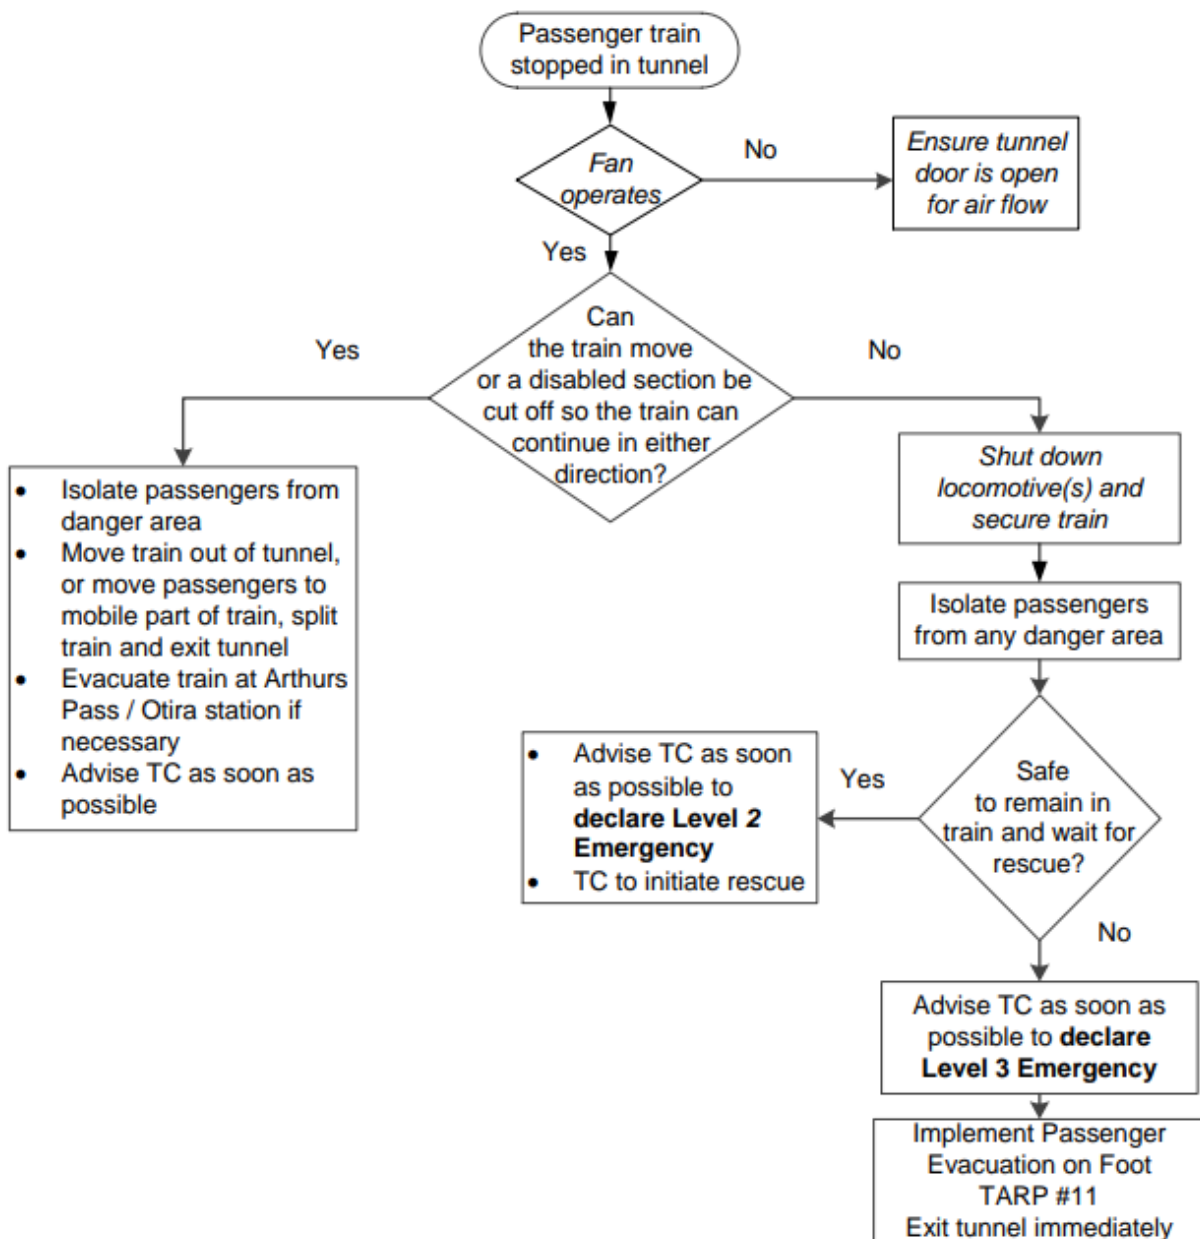 Passenger train
stopped in tunnel
Fan
operates
No
Ensure tunnel
door is open
for air flow
Yes
Can
the train move
or a disabled section be
cut off so the train can
continue in either
direction?
Yes
No
• Isolate passengers from
danger area
• Move train out of tunnel,
or move passengers to
mobile part of train, split
train and exit tunnel
• Evacuate train at Arthurs
Pass / Otira station if
necessary
• Advise TC as soon as
possible
Shut down
locomotive(s) and
secure train
Isolate passengers
from any danger area
Safe
to remain in
train and wait for
rescue?
Yes
• Advise TC as soon
as possible to
declare Level 2
Emergency
• TC to initiate rescue
No
Advise TC as soon as
possible to declare
Level 3 Emergency
Implement Passenger
Evacuation on Foot
TARP #11
Exit tunnel immediately